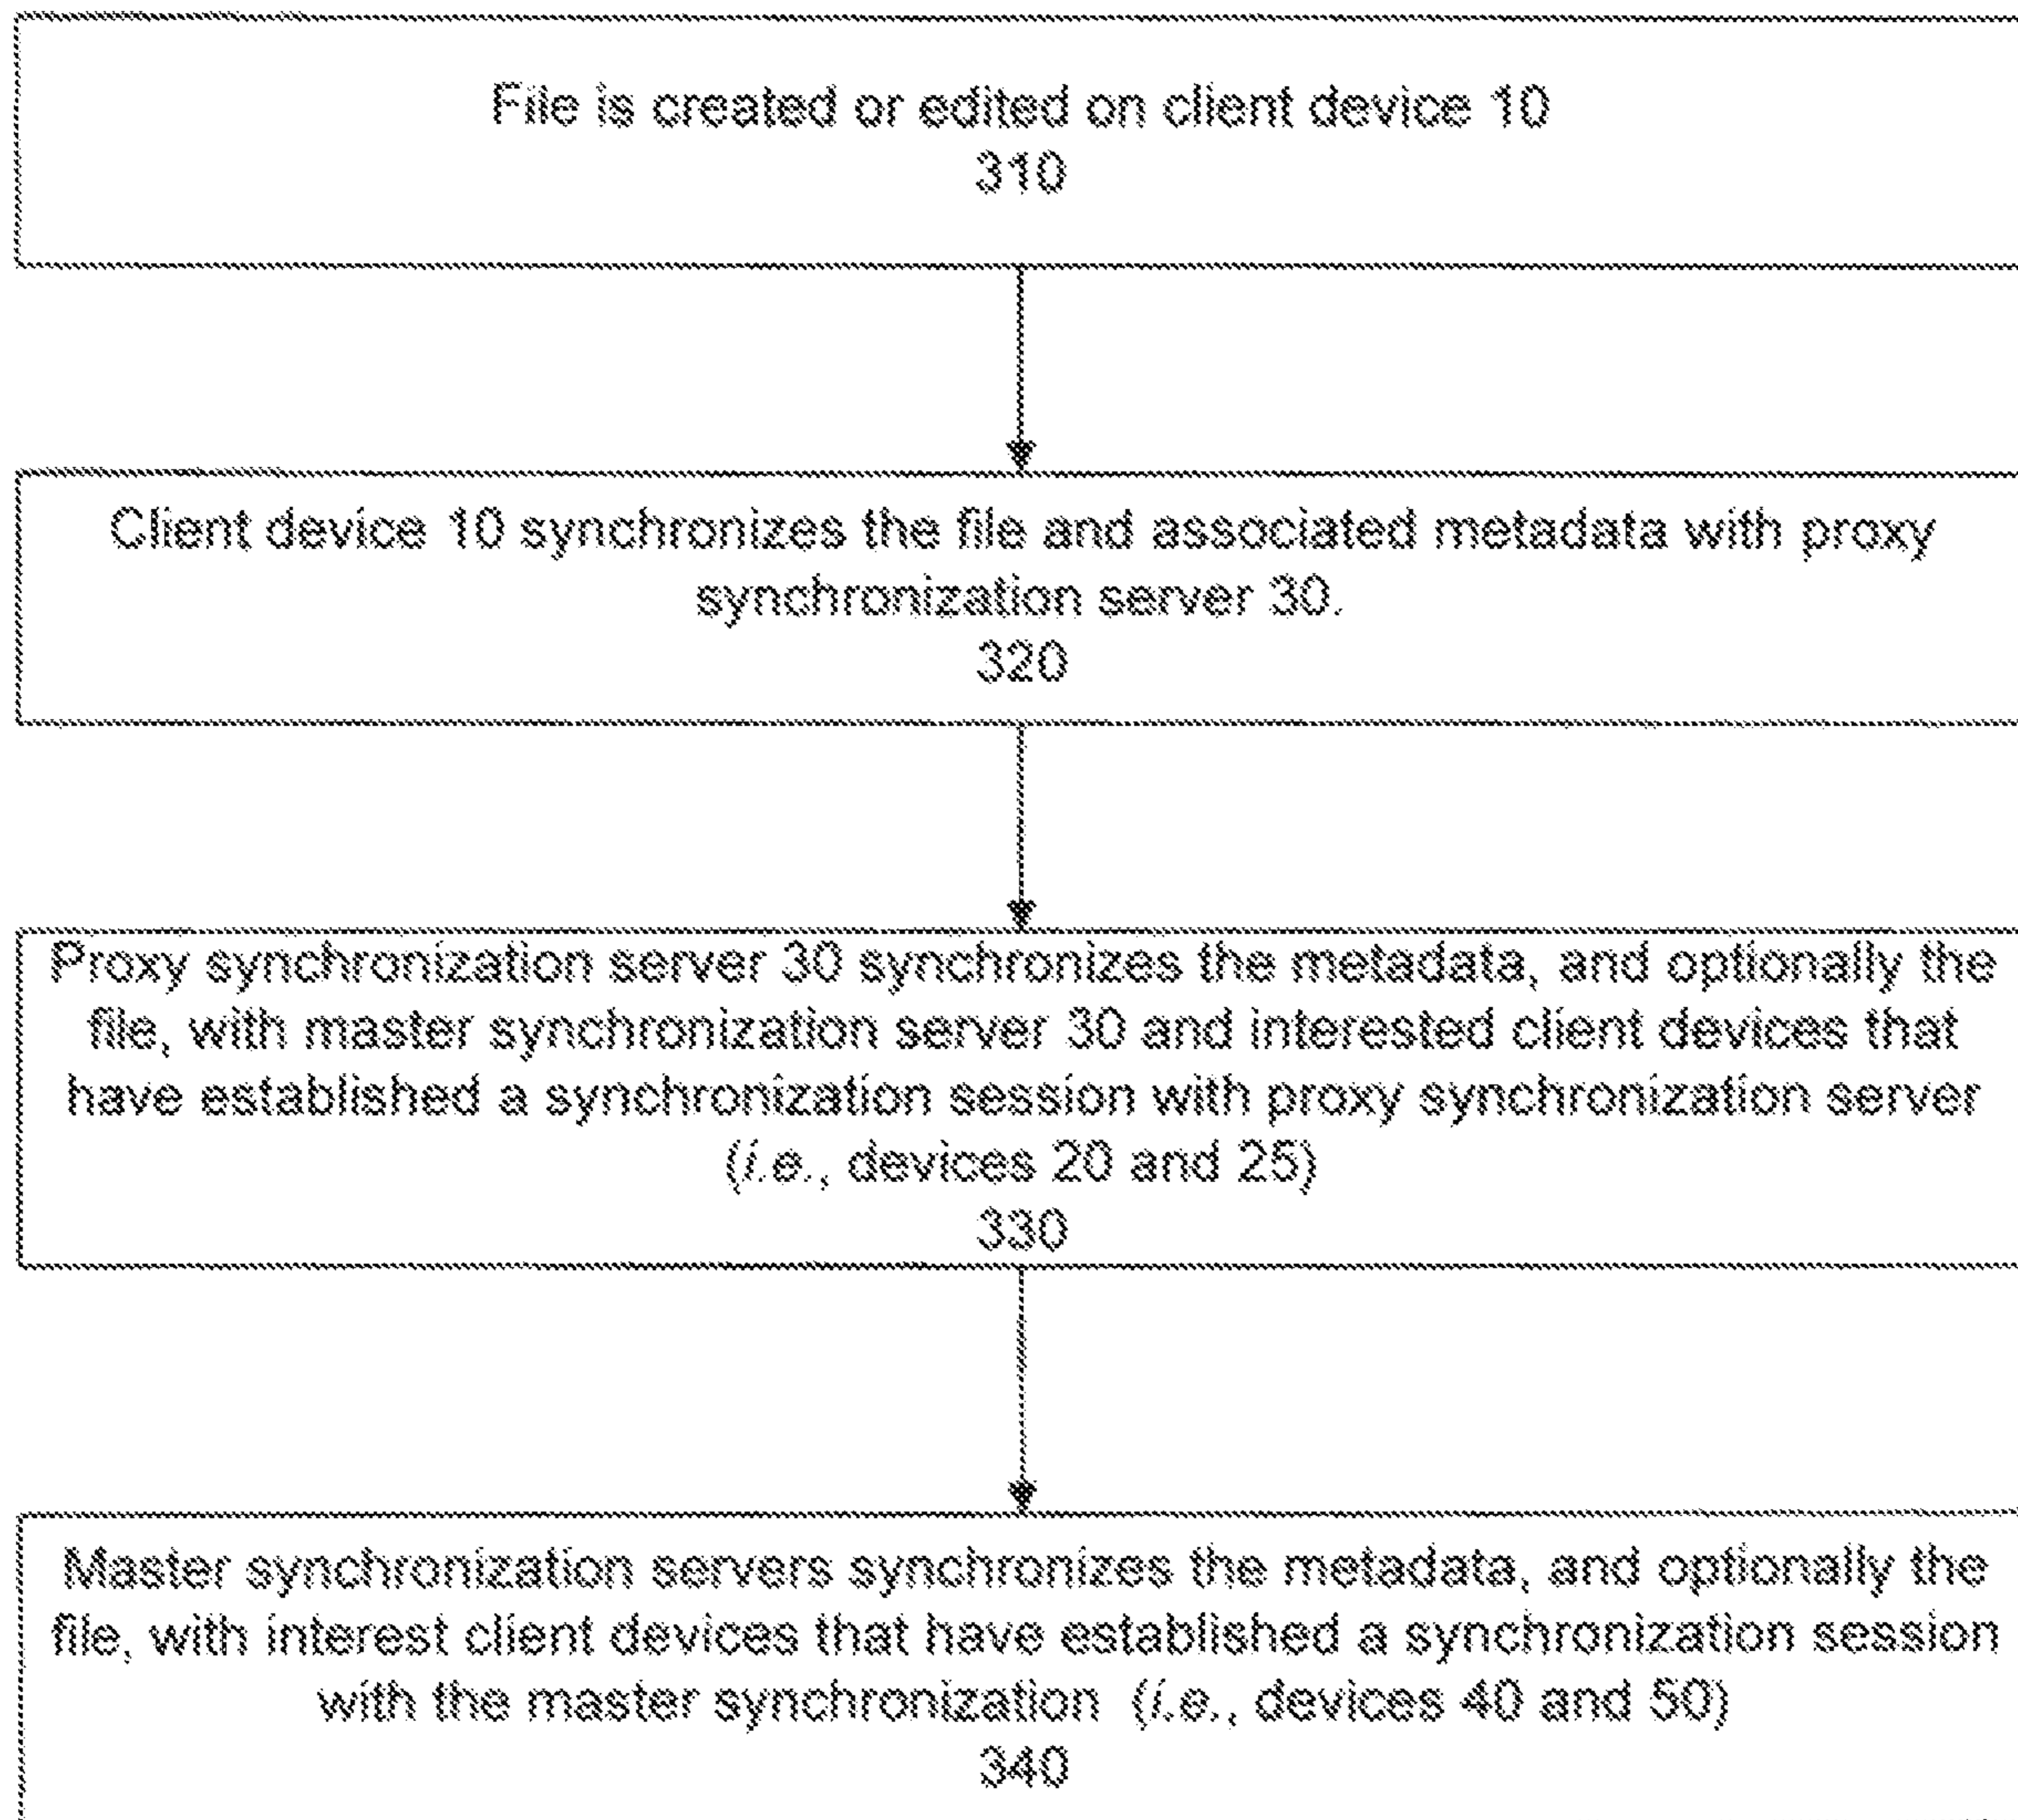 File is created or edited on client device 10
310
Client device 10 synchronizes the file and associated metadata with proxy
synchronization server 30.
320
Proxy synchronization server 30 synchronizes the metadata, and optionally the
file, with master synchronization server 30 and interested client devices that
have established a synchronization session with proxy synchronization server
(i.e., devices 20 and 25)
330
Master synchronization servers synchronizes the metadata, and optionally the
file, with interest client devices that have established a synchronization session
with the master synchronization (i.e., devices 40 and 50)
340